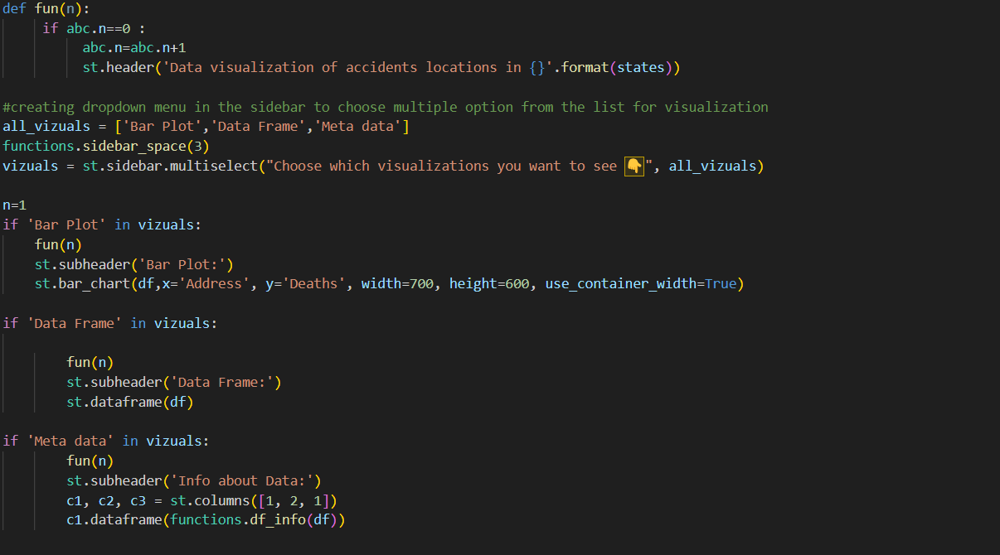 def fun(n):
     if abc.n==0 :
          abc.n=abc.n+1
          st.header('Data visualization of accidents locations in {}'.format(states))

#creating dropdown menu in the sidebar to choose multiple option from the list for visualization
all_vizuals = ['Bar Plot','Data Frame','Meta data']
functions.sidebar_space(3)
vizuals = st.sidebar.multiselect("Choose which visualizations you want to see 👇", all_vizuals)

n=1
if 'Bar Plot' in vizuals:
    fun(n)
    st.subheader('Bar Plot:')
    st.bar_chart(df,x='Address', y='Deaths', width=700, height=600, use_container_width=True)

if 'Data Frame' in vizuals:

        fun(n)
        st.subheader('Data Frame:')
        st.dataframe(df)

if 'Meta data' in vizuals:
        fun(n)
        st.subheader('Info about Data:')
        c1, c2, c3 = st.columns([1, 2, 1])
        c1.dataframe(functions.df_info(df))